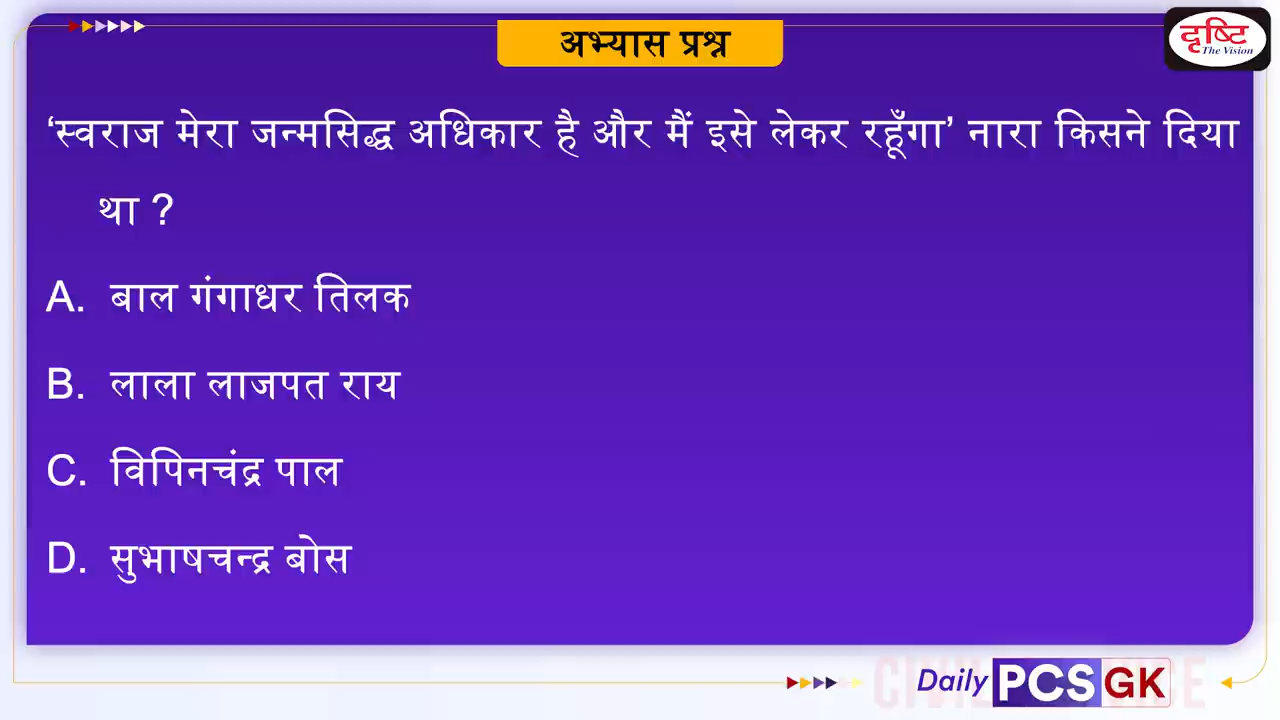 अभ्यास प्रश्न
दृष्टि
The Vision
‘स्वराज मेरा जन्मसिद्ध अधिकार है और मैं इसे लेकर रहूँगा’ नारा किसने दिया
था ?
A. बाल गंगाधर तिलक
B. लाला लाजपत राय
C. विपिनचंद्र पाल
D. सुभाषचन्द्र बोस
Daily PCS GK